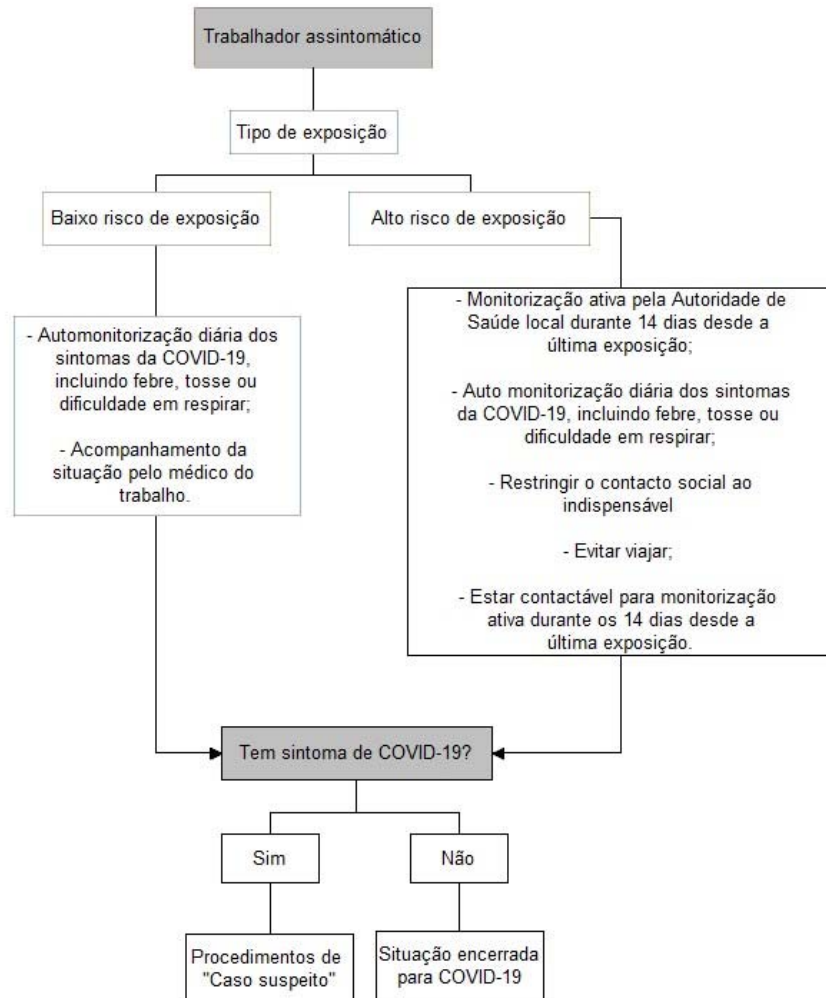 Trabalhador assintomático
Tipo de exposição
Baixo risco de exposição
Alto risco de exposição
- Automonitorização diária dos
sintomas da COVID-19,
incluindo febre, tosse ou
dificuldade em respirar;
- Acompanhamento da
situação pelo médico do
trabalho.
- Monitorização ativa pela Autoridade de
Saúde local durante 14 dias desde a
última exposição;
- Auto monitorização diária dos sintomas
da COVID-19, incluindo febre, tosse ou
dificuldade em respirar;
- Restringir o contacto social ao
indispensável
- Evitar viajar;
- Estar contactável para monitorização
ativa durante os 14 dias desde a
última exposição.
Tem sintoma de COVID-19?
Sim
Não
Procedimentos de
"Caso suspeito"
Situação encerrada
para COVID-19